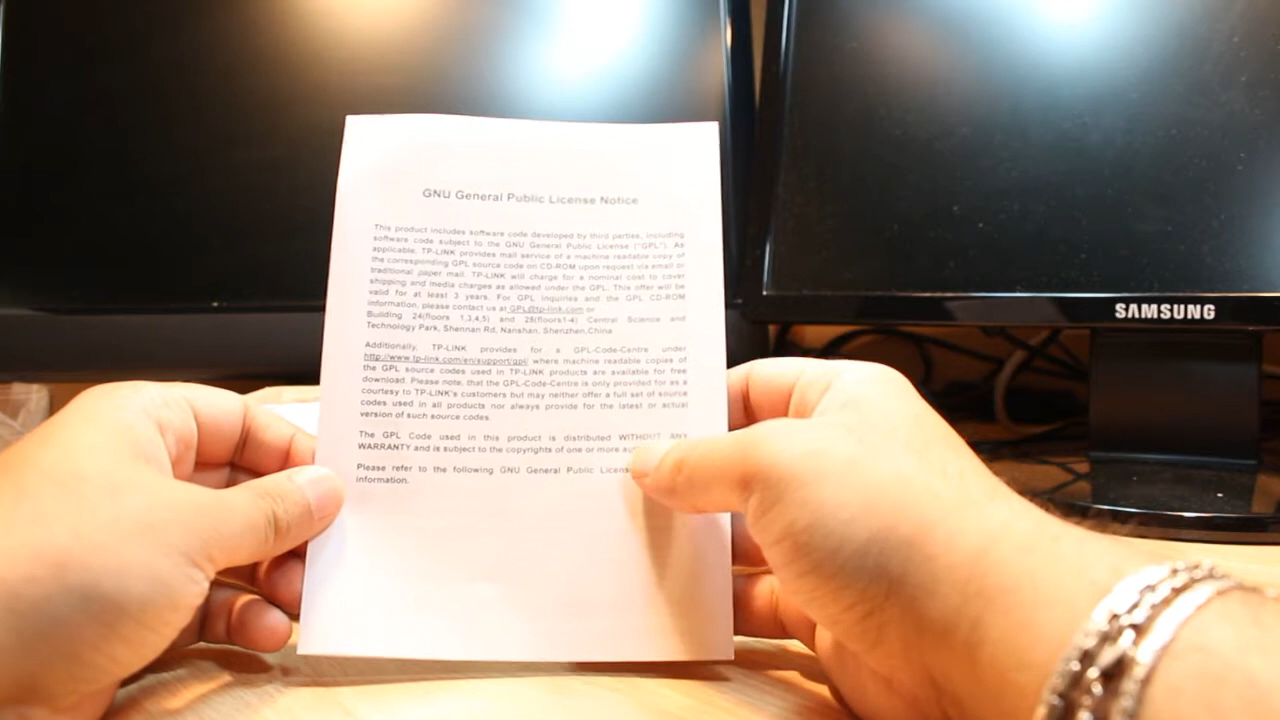 GNU General Public License Notice
This product includes software code developed by third parties, including
software code subject to the GNU General Public License ("GPL"). As
applicable, TP-LINK provides mail service of a machine readable copy of
the corresponding GPL source code on CD-ROM upon request via email or
traditional paper mail. TP-LINK will charge for a nominal cost to cover
shipping and media charges as allowed under the GPL. This offer will be
valid for at least 3 years. For GPL inquiries and the GPL CD-ROM
information, please contact us at GPL@tp-link.com or
Building 24(floors 1,3,4,5) and 28(floors1-4) Central Science and
Technology Park, Shennan Rd, Nanshan, Shenzhen,China
Additionally, TP-LINK provides for a GPL-Code-Centre under
http://www.tp-link.com/en/support/gpl/ where machine readable copies of
the GPL source codes used in TP-LINK products are available for free
download. Please note, that the GPL-Code-Centre is only provided for as a
courtesy to TP-LINK's customers but may neither offer a full set of source
codes used in all products nor always provide for the latest or actual
version of such source codes.
The GPL Code used in this product is distributed WITHOUT ANY
WARRANTY and is subject to the copyrights of one or more
Please refer to the following GNU General Public
information.
SAMSUNG